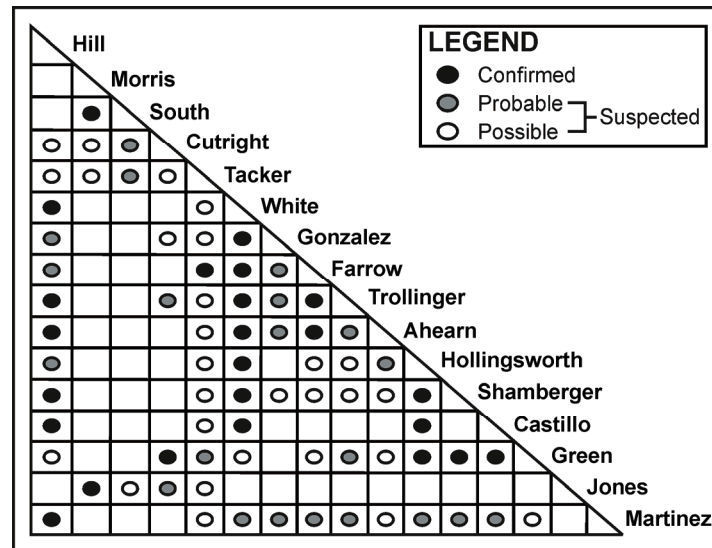 Hill
LEGEND
Morris
Confirmed
South
Probable
Suspected
Possible
Cutright
Tacker
White
Gonzalez
Farrow
Trollinger
Ahearn
Hollingsworth
Shamberger
Castillo
Green
Jones
Martinez